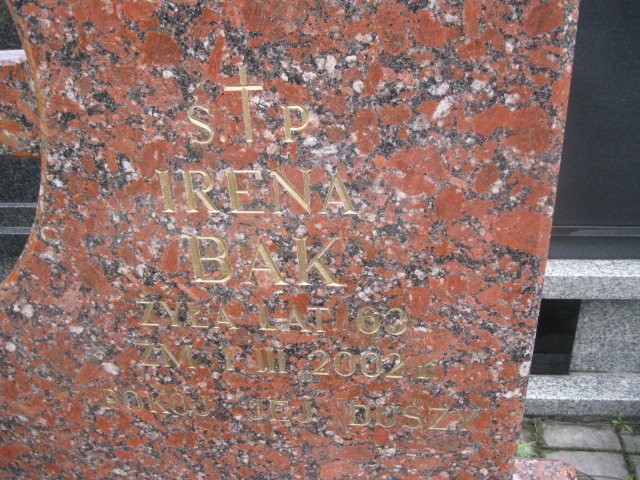 Ś P
IRENA
BĄK
ŻYŁA LAT 63
ZM. 1 III 2002 r.
POKÓJ JEJ DUSZY